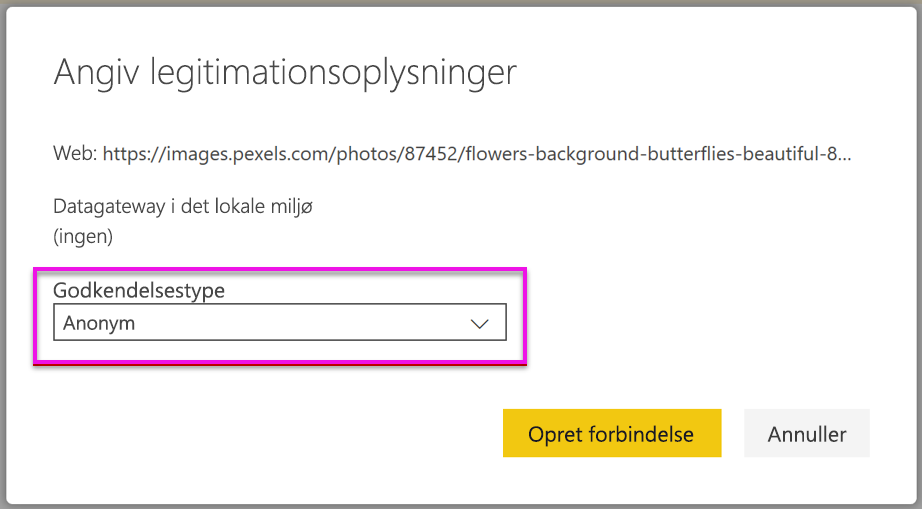 Angiv legitimationsoplysninger
Web: https://images.pexels.com/photos/87452/flowers-background-butterflies-beautiful-8...
Datagateway i det lokale miljø
(ingen)
Godkendelsestype
Anonym
Opret forbindelse
Annuller